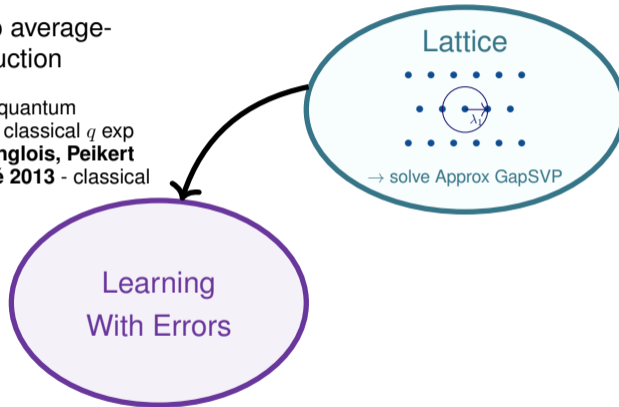 average-
uction
quantum
classical q exp
nglois, Peikert
2013 - classical
Lattice
λ₁
→ solve Approx GapSVP
Learning
With Errors